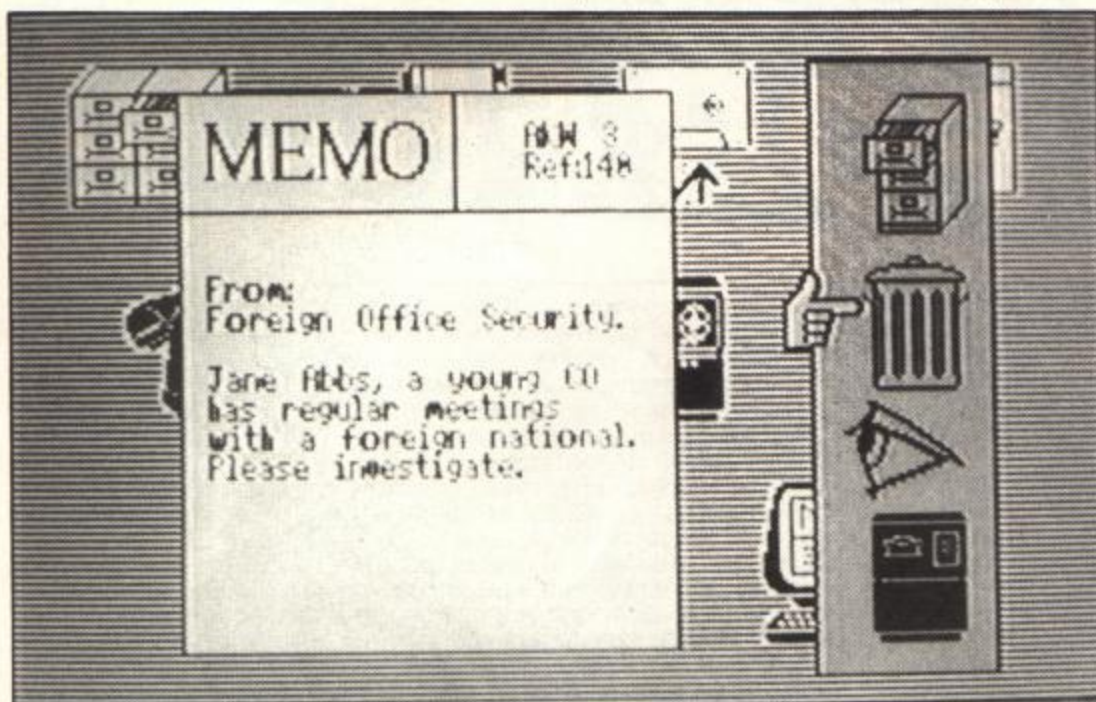 MEMO
3
Ref:148
From:
Foreign Office Security.
Jane Abbs, a young CO
has regular meetings
with a foreign national.
Please investigate.